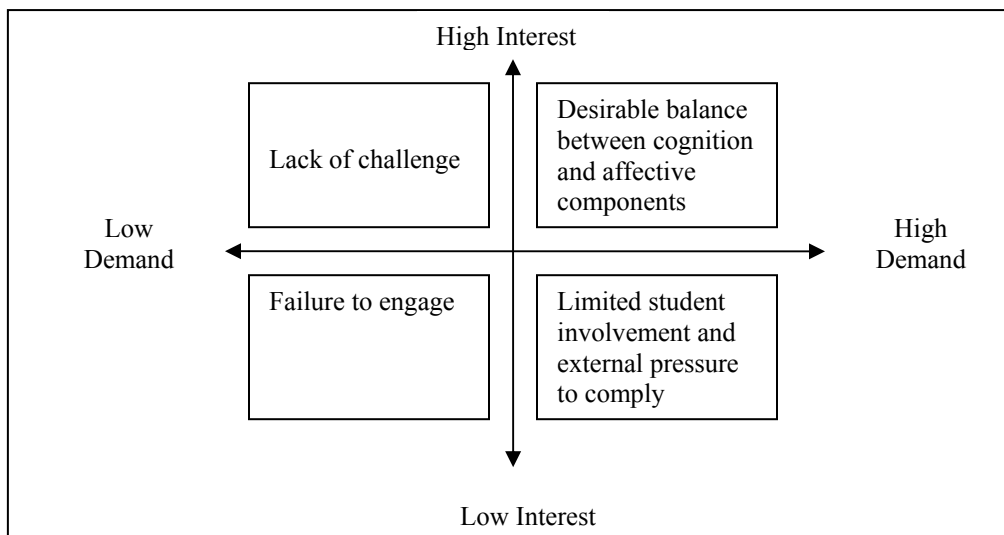 High Interest
Lack of challenge
Desirable balance
between cognition
and affective
components
Low
Demand
High
Demand
Failure to engage
Limited student
involvement and
external pressure
to comply
Low Interest